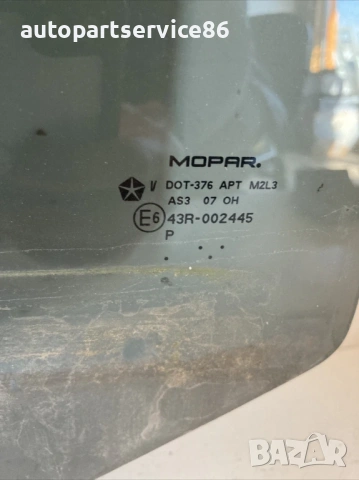 autopartservice86
MOPAR.
V DOT-376 APT M2L3
AS3 07 OH
E6 43R-002445
P
BAZAR